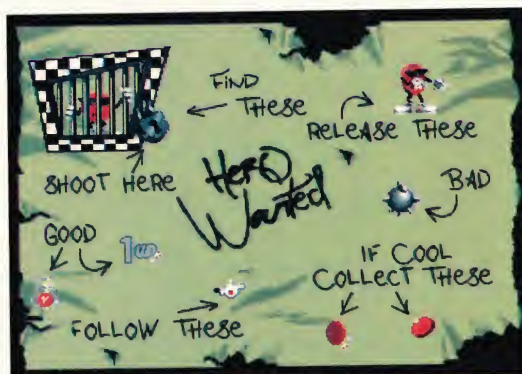 FIND
THESE
RELEASE THESE
SHOOT HERE
HERO
Wanted
BAD
GOOD
1UP
IF COOL
COLLECT THESE
FOLLOW THESE